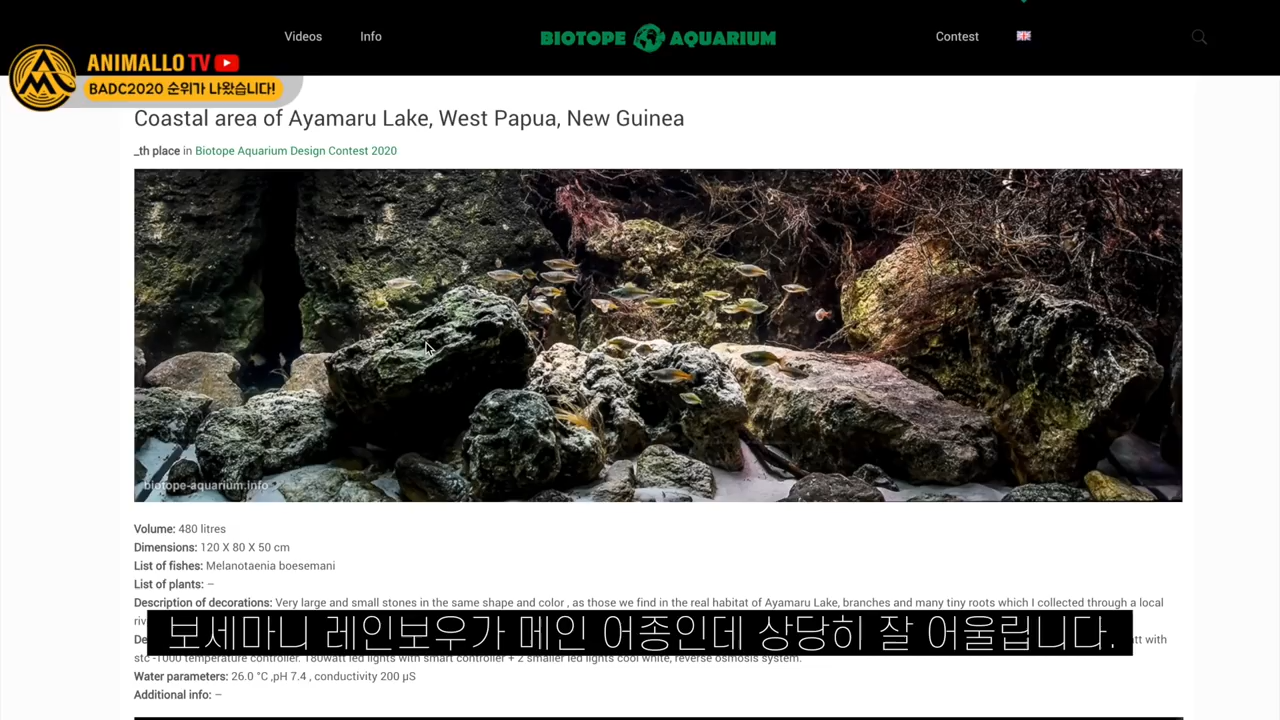 Videos
Info
BIOTOPE AQUARIUM
Contest
ANIMALLO TV
BADC2020 순위가 나왔습니다!
Coastal area of Ayamaru Lake, West Papua, New Guinea
_th place in Biotope Aquarium Design Contest 2020
biotope-aquarium.info
Volume: 480 litres
Dimensions: 120 X 80 X 50 cm
List of fishes: Melanotaenia boesemani
List of plants: –
Description of decorations: Very large and small stones in the same shape and color , as those we find in the real habitat of Ayamaru Lake, branches and many tiny roots which I collected through a local
보세마니 레인보우가 메인 어종인데 상당히 잘 어울립니다.
with
stc -1000 temperature controller. 180watt led lights with smart controller + 2 smaller led lights cool white, reverse osmosis system.
Water parameters: 26.0 °C ,pH 7.4 , conductivity 200 μS
Additional info: –